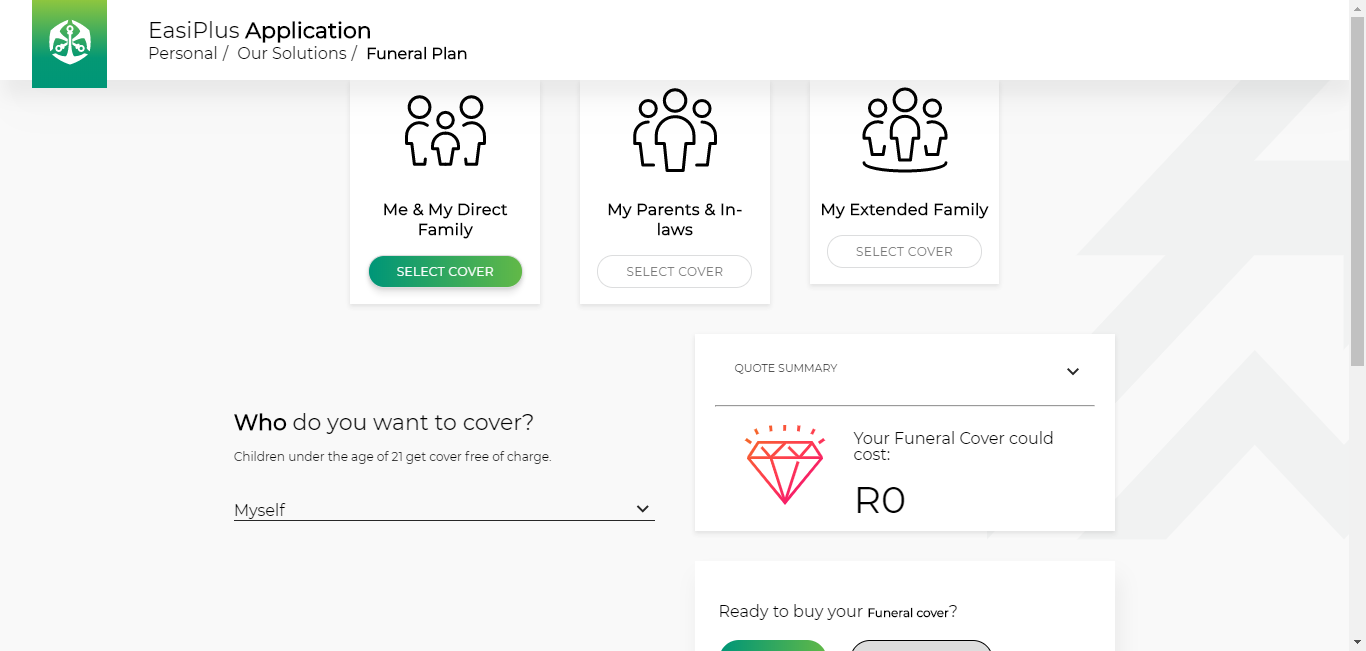 EasiPlus Application
Personal / Our Solutions / Funeral Plan
Me & My Direct
Family
SELECT COVER
My Parents & In-
laws
SELECT COVER
My Extended Family
SELECT COVER
QUOTE SUMMARY
Who do you want to cover?
Children under the age of 21 get cover free of charge.
Myself
Your Funeral Cover could
cost:
R0
Ready to buy your Funeral cover?